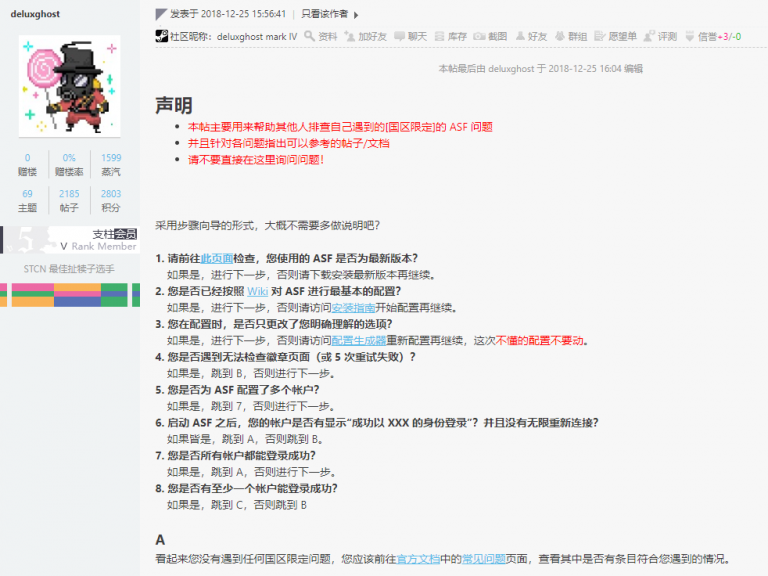 deluxghost
发表于 2018-12-25 15:56:41 | 只看该作者
社区昵称: deluxghost mark IV 资料 加好友 聊天 库存 截图 好友 群组 愿望单 评测 信誉+3/-0
本帖最后由 deluxghost 于 2018-12-25 16:04 编辑
声明
本帖主要用来帮助其他人排查自己遇到的[国区限定]的 ASF 问题
并且针对各问题指出可以参考的帖子/文档
请不要直接在这里询问问题!
0 0% 1599
赠楼 赠楼率 蒸汽
69 2185 2803
主题 帖子 积分
支柱会员
V Rank Member
STCN 最佳扯犊子选手
采用步骤向导的形式，大概不需要多做说明吧?
1. 请前往此页面检查，您使用的 ASF 是否为最新版本?
如果是，进行下一步，否则请下载安装最新版本再继续。
2. 您是否已经按照 Wiki 对 ASF 进行最基本的配置?
如果是，进行下一步，否则请访问安装指南开始配置再继续。
3. 您在配置时，是否只更改了您明确理解的选项?
如果是，进行下一步，否则请访问配置生成器重新配置再继续，这次不懂的配置不要动。
4. 您是否遇到无法检查徽章页面（或 5 次重试失败）?
如果是，跳到 B，否则进行下一步。
5. 您是否为 ASF 配置了多个帐户?
如果是，跳到 7，否则进行下一步。
6. 启动 ASF 之后，您的帐户是否有显示“成功以 XXX 的身份登录”? 并且没有无限重新连接?
如果皆是，跳到 A，否则跳到 B。
7. 您是否所有帐户都能登录成功?
如果是，跳到 A，否则进行下一步。
8. 您是否有至少一个帐户能登录成功?
如果是，跳到 C，否则跳到 B
A
看起来您没有遇到任何国区限定问题，您应该前往官方文档中的常见问题页面，查看其中是否有条目符合您遇到的情况。